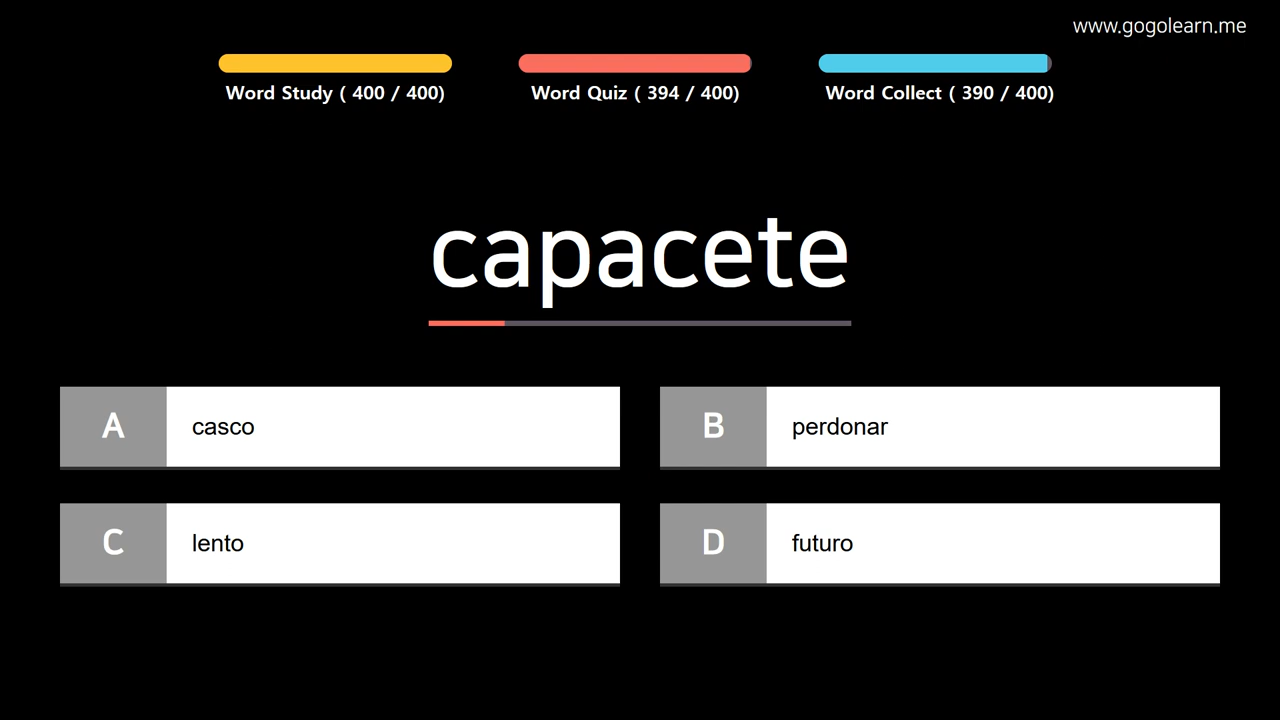 www.gogolearn.me
Word Study ( 400 / 400)
Word Quiz ( 394 / 400)
Word Collect ( 390 / 400)
capacete
A casco
B perdonar
C lento
D futuro